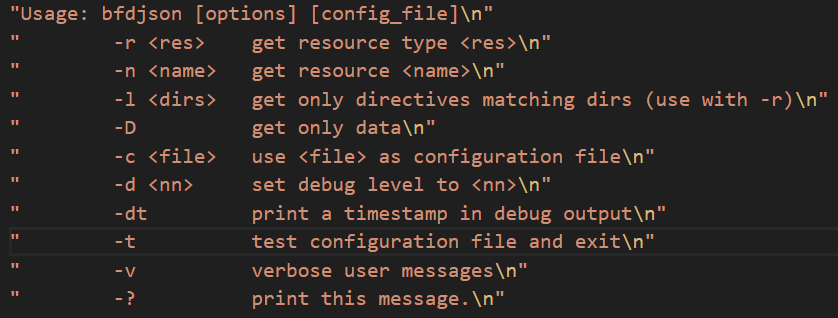 "Usage: bfdjson [options] [config_file]\n"
"        -r <res>    get resource type <res>\n"
"        -n <name>   get resource <name>\n"
"        -l <dirs>   get only directives matching dirs (use with -r)\n"
"        -D          get only data\n"
"        -c <file>   use <file> as configuration file\n"
"        -d <nn>     set debug level to <nn>\n"
"        -dt         print a timestamp in debug output\n"
"        -t          test configuration file and exit\n"
"        -v          verbose user messages\n"
"        -?          print this message.\n"